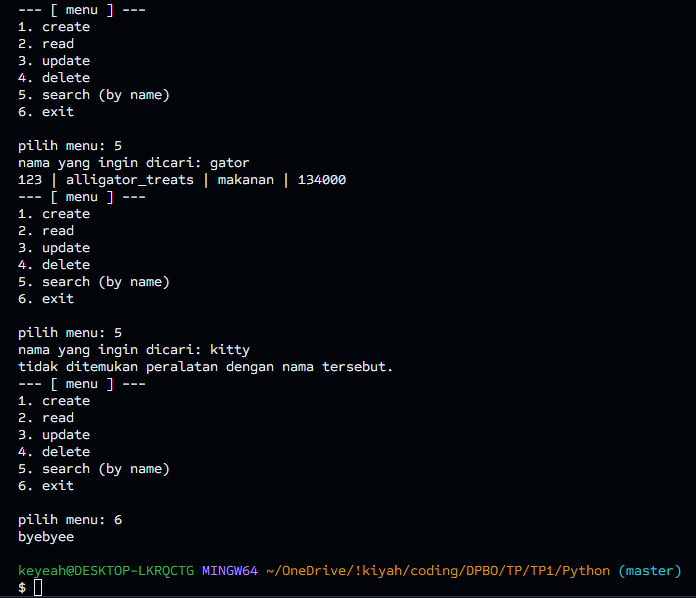 --- [ menu ] ---
1. create
2. read
3. update
4. delete
5. search (by name)
6. exit
pilih menu: 5
nama yang ingin dicari: gator
123 | alligator_treats | makanan | 134000
--- [ menu ] ---
1. create
2. read
3. update
4. delete
5. search (by name)
6. exit
pilih menu: 5
nama yang ingin dicari: kitty
tidak ditemukan peralatan dengan nama tersebut.
--- [ menu ] ---
1. create
2. read
3. update
4. delete
5. search (by name)
6. exit
pilih menu: 6
byebyee
keyeah@DESKTOP-LKRQCTG MINGW64 ~/OneDrive/!kiyah/coding/DPBO/TP/TP1/Python (master)
$